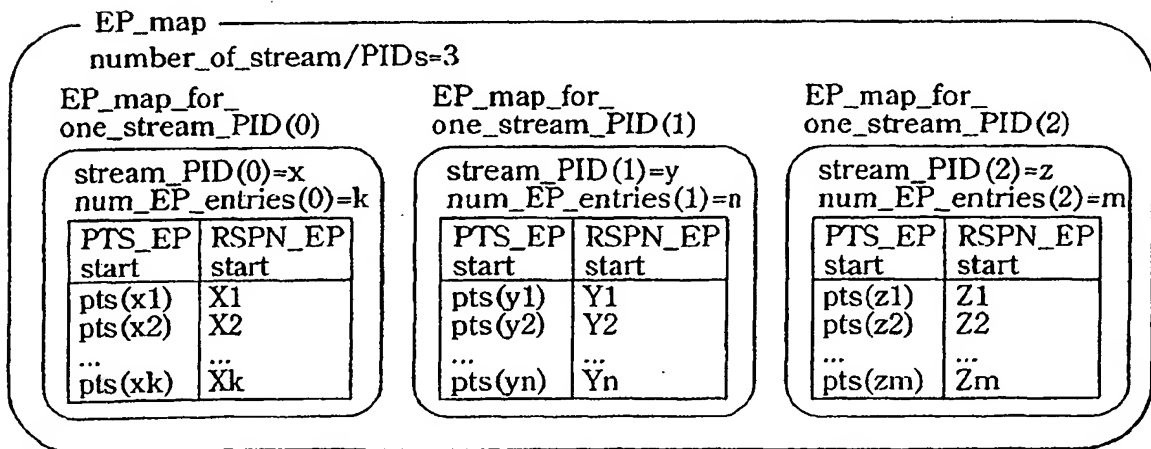 EP_map
number_of_stream/PIDs=3
EP_map_for_
one_stream_PID(0)
stream_PID(0)=x
num_EP_entries(0)=k
PTS_EP RSPN_EP
start start
pts(x1) X1
pts(x2) X2
... ...
pts(xk) Xk
EP_map_for_
one_stream_PID(1)
stream_PID(1)=y
num_EP_entries(1)=n
PTS_EP RSPN_EP
start start
pts(y1) Y1
pts(y2) Y2
... ...
pts(yn) Yn
EP_map_for_
one_stream_PID(2)
stream_PID(2)=z
num_EP_entries(2)=m
PTS_EP RSPN_EP
start start
pts(z1) Z1
pts(z2) Z2
... ...
pts(zm) Zm